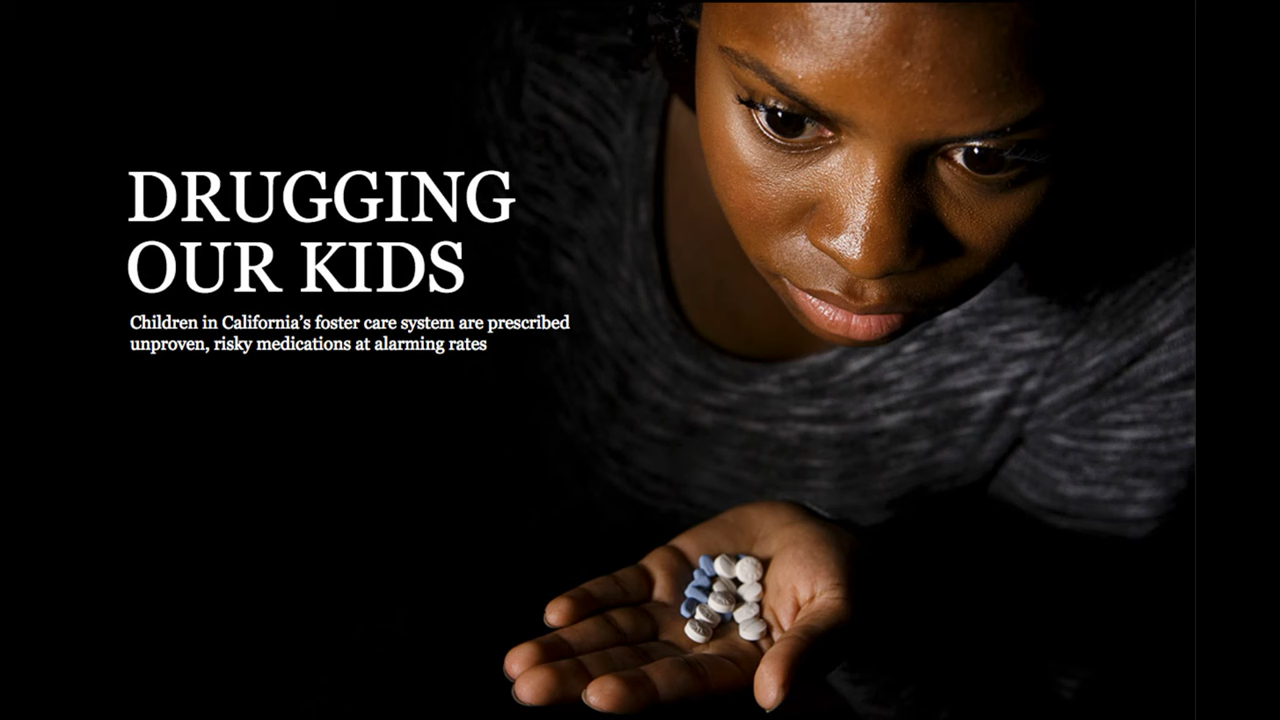 DRUGGING
OUR KIDS
Children in California’s foster care system are prescribed
unproven, risky medications at alarming rates